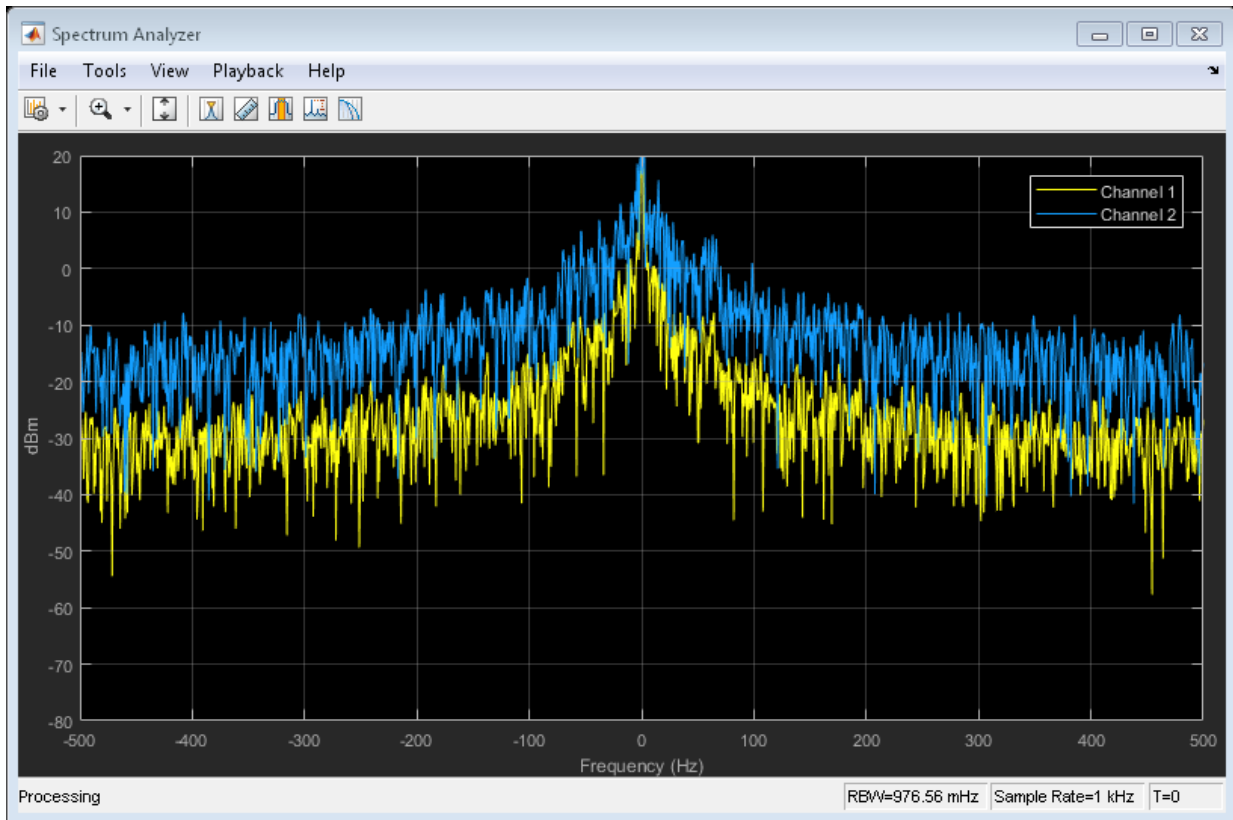 Spectrum Analyzer
File Tools View Playback Help
20
10
0
-10
-20
-30
-40
-50
-60
-70
-80
dBm
Channel 1
Channel 2
-500 -400 -300 -200 -100 0 100 200 300 400 500
Frequency (Hz)
Processing RBW=976.56 mHz Sample Rate=1 kHz T=0